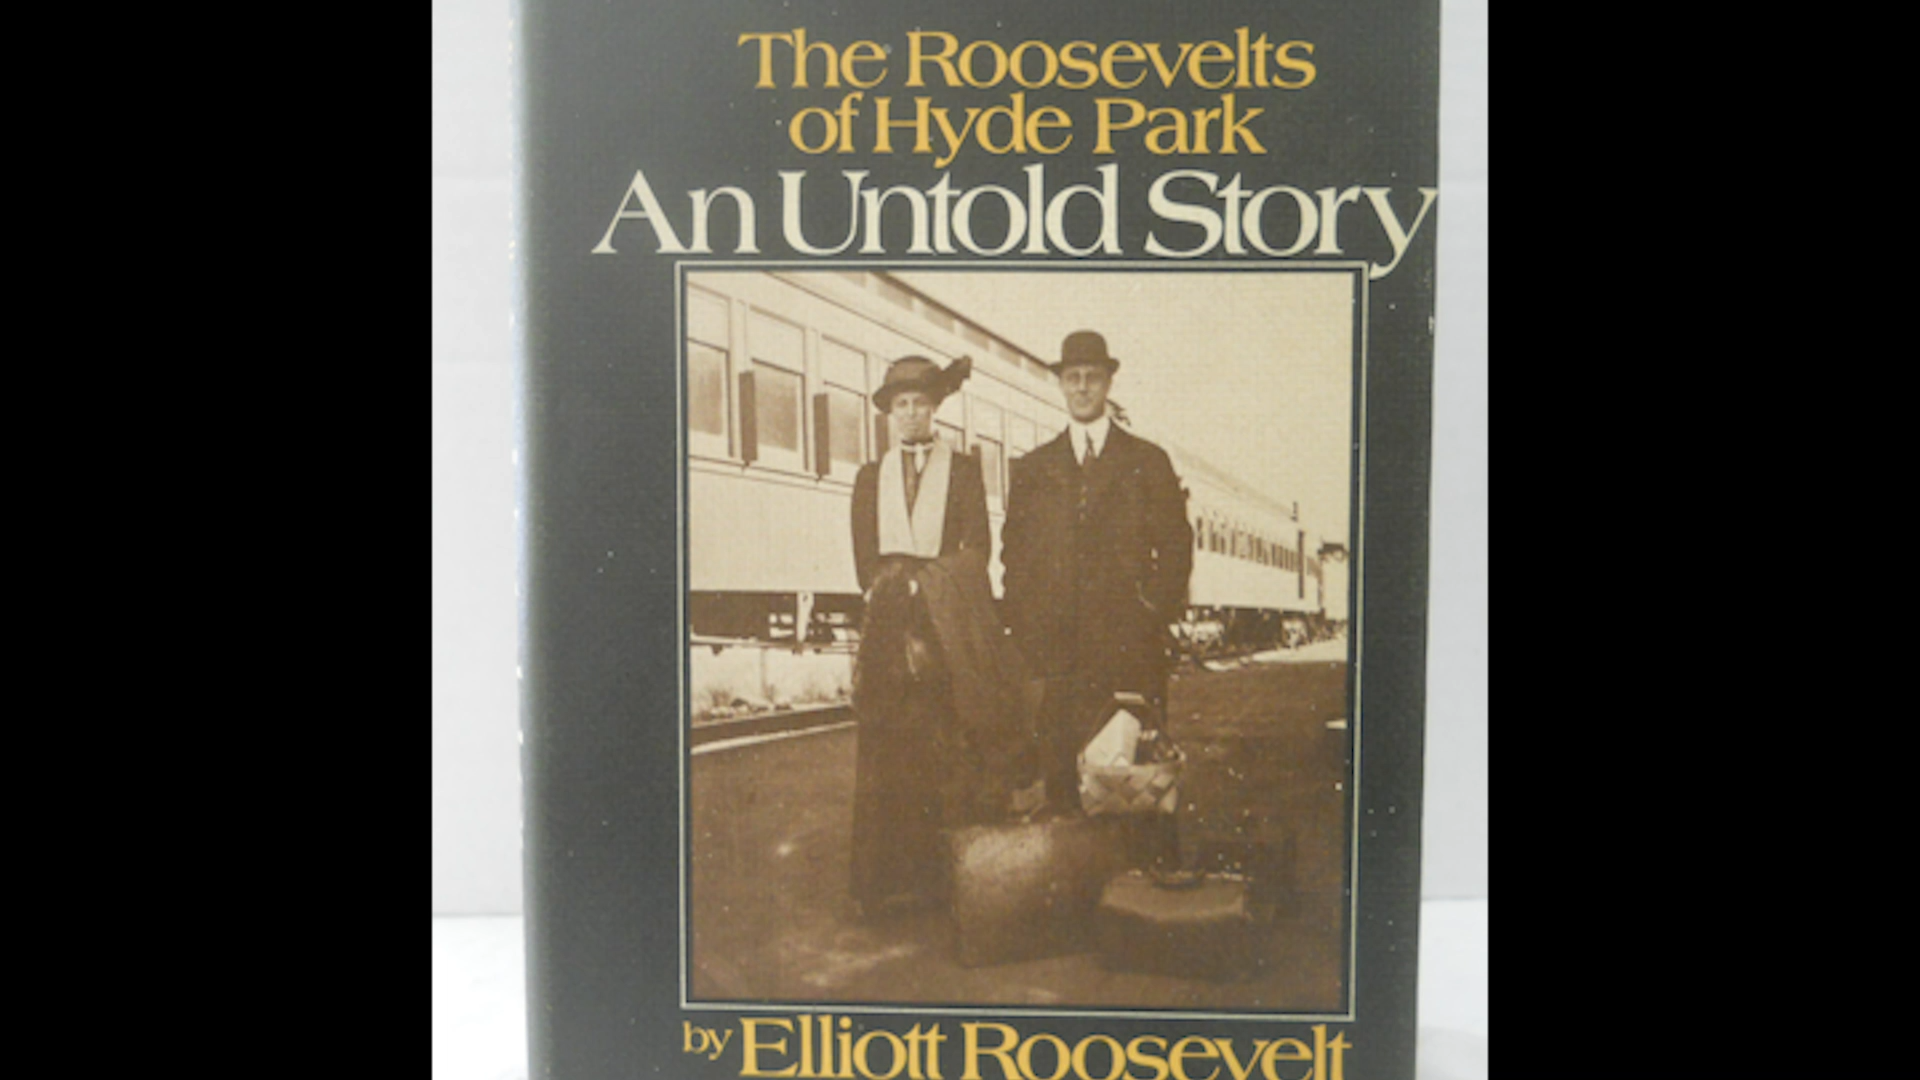 The Roosevelts
of Hyde Park
An Untold Story
by Elliott Roosevelt